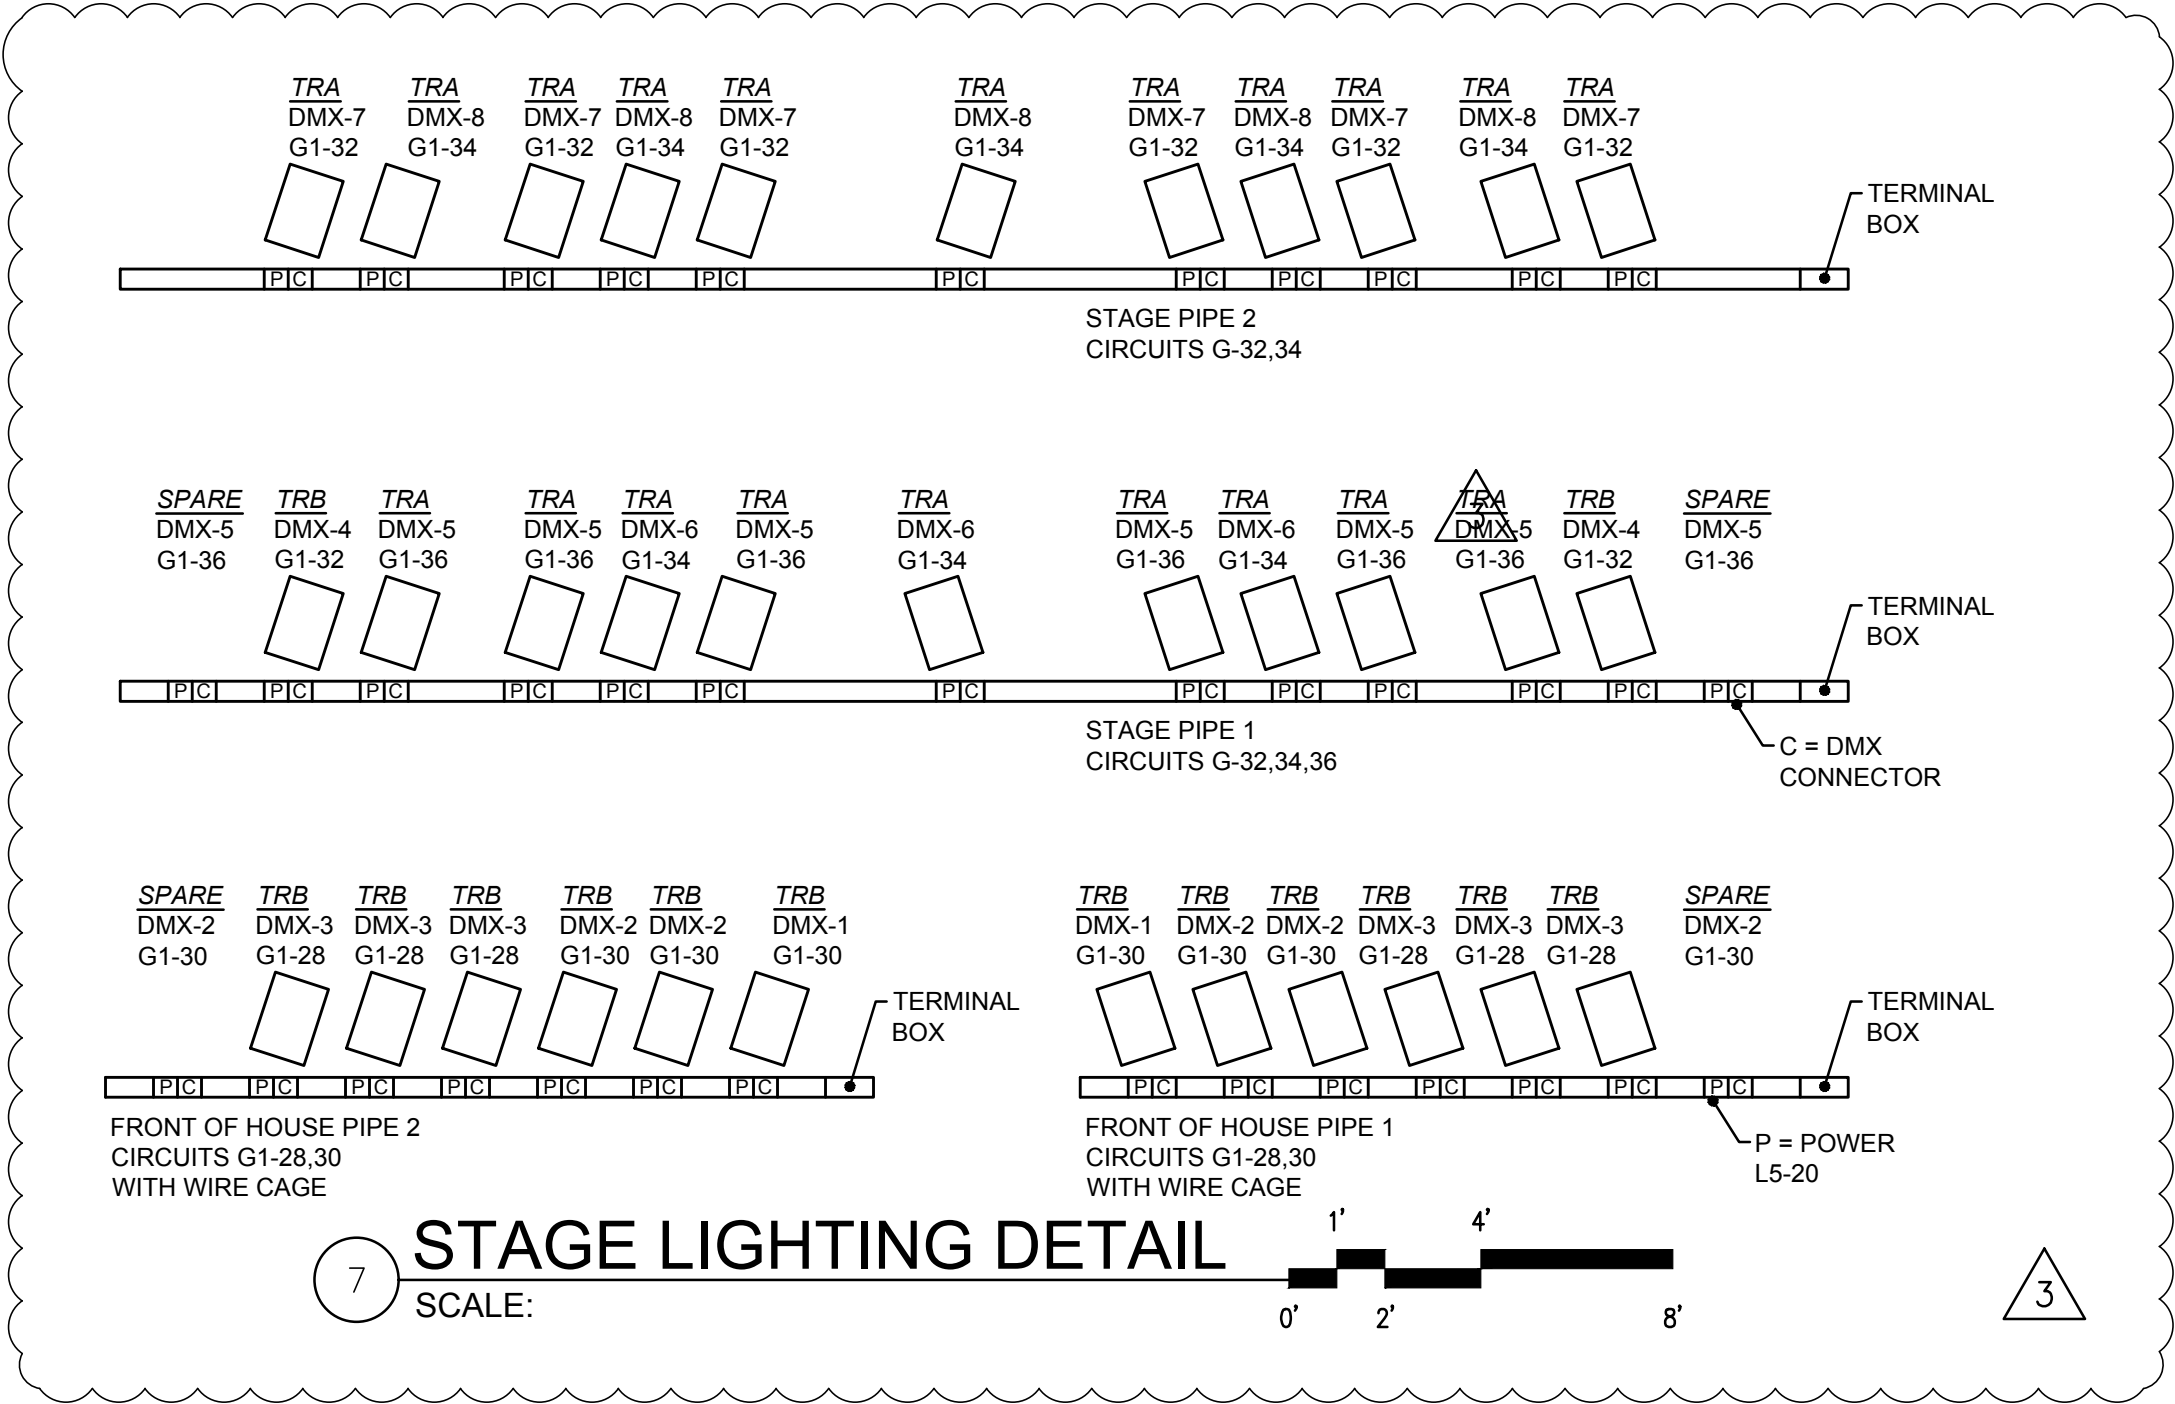 TRA TRA TRA TRA TRA TRA TRA TRA TRA TRA TRA
DMX-7 DMX-8 DMX-7 DMX-8 DMX-7 DMX-8 DMX-7 DMX-8 DMX-7 DMX-8 DMX-7
G1-32 G1-34 G1-32 G1-34 G1-32 G1-34 G1-32 G1-34 G1-32 G1-34 G1-32
TERMINAL
BOX
P C P C P C P C P C P C P C P C P C P C P C
STAGE PIPE 2
CIRCUITS G-32,34
SPARE TRB TRA TRA TRA TRA TRA TRA TRA TRA TRA TRB SPARE
3
DMX-5 DMX-4 DMX-5 DMX-5 DMX-6 DMX-5 DMX-6 DMX-5 DMX-6 DMX-5 DMX-5 DMX-4 DMX-5
G1-36 G1-32 G1-36 G1-36 G1-34 G1-36 G1-34 G1-36 G1-34 G1-36 G1-36 G1-32 G1-36
TERMINAL
BOX
P C P C P C P C P C P C P C P C P C P C P C P C P C
STAGE PIPE 1
CIRCUITS G-32,34,36
C = DMX
CONNECTOR
SPARE TRB TRB TRB TRB TRB TRB
DMX-2 DMX-3 DMX-3 DMX-3 DMX-2 DMX-2 DMX-1
G1-30 G1-28 G1-28 G1-28 G1-30 G1-30 G1-30
TERMINAL
BOX
P C P C P C P C P C P C P C
FRONT OF HOUSE PIPE 2
CIRCUITS G1-28,30
WITH WIRE CAGE
TRB TRB TRB TRB TRB TRB SPARE
DMX-1 DMX-2 DMX-2 DMX-3 DMX-3 DMX-3 DMX-2
G1-30 G1-30 G1-30 G1-28 G1-28 G1-28 G1-30
TERMINAL
BOX
P C P C P C P C P C P C P C
FRONT OF HOUSE PIPE 1
CIRCUITS G1-28,30
WITH WIRE CAGE
P = POWER
L5-20
7
STAGE LIGHTING DETAIL
SCALE:
1' 4'
0' 2' 8'
3